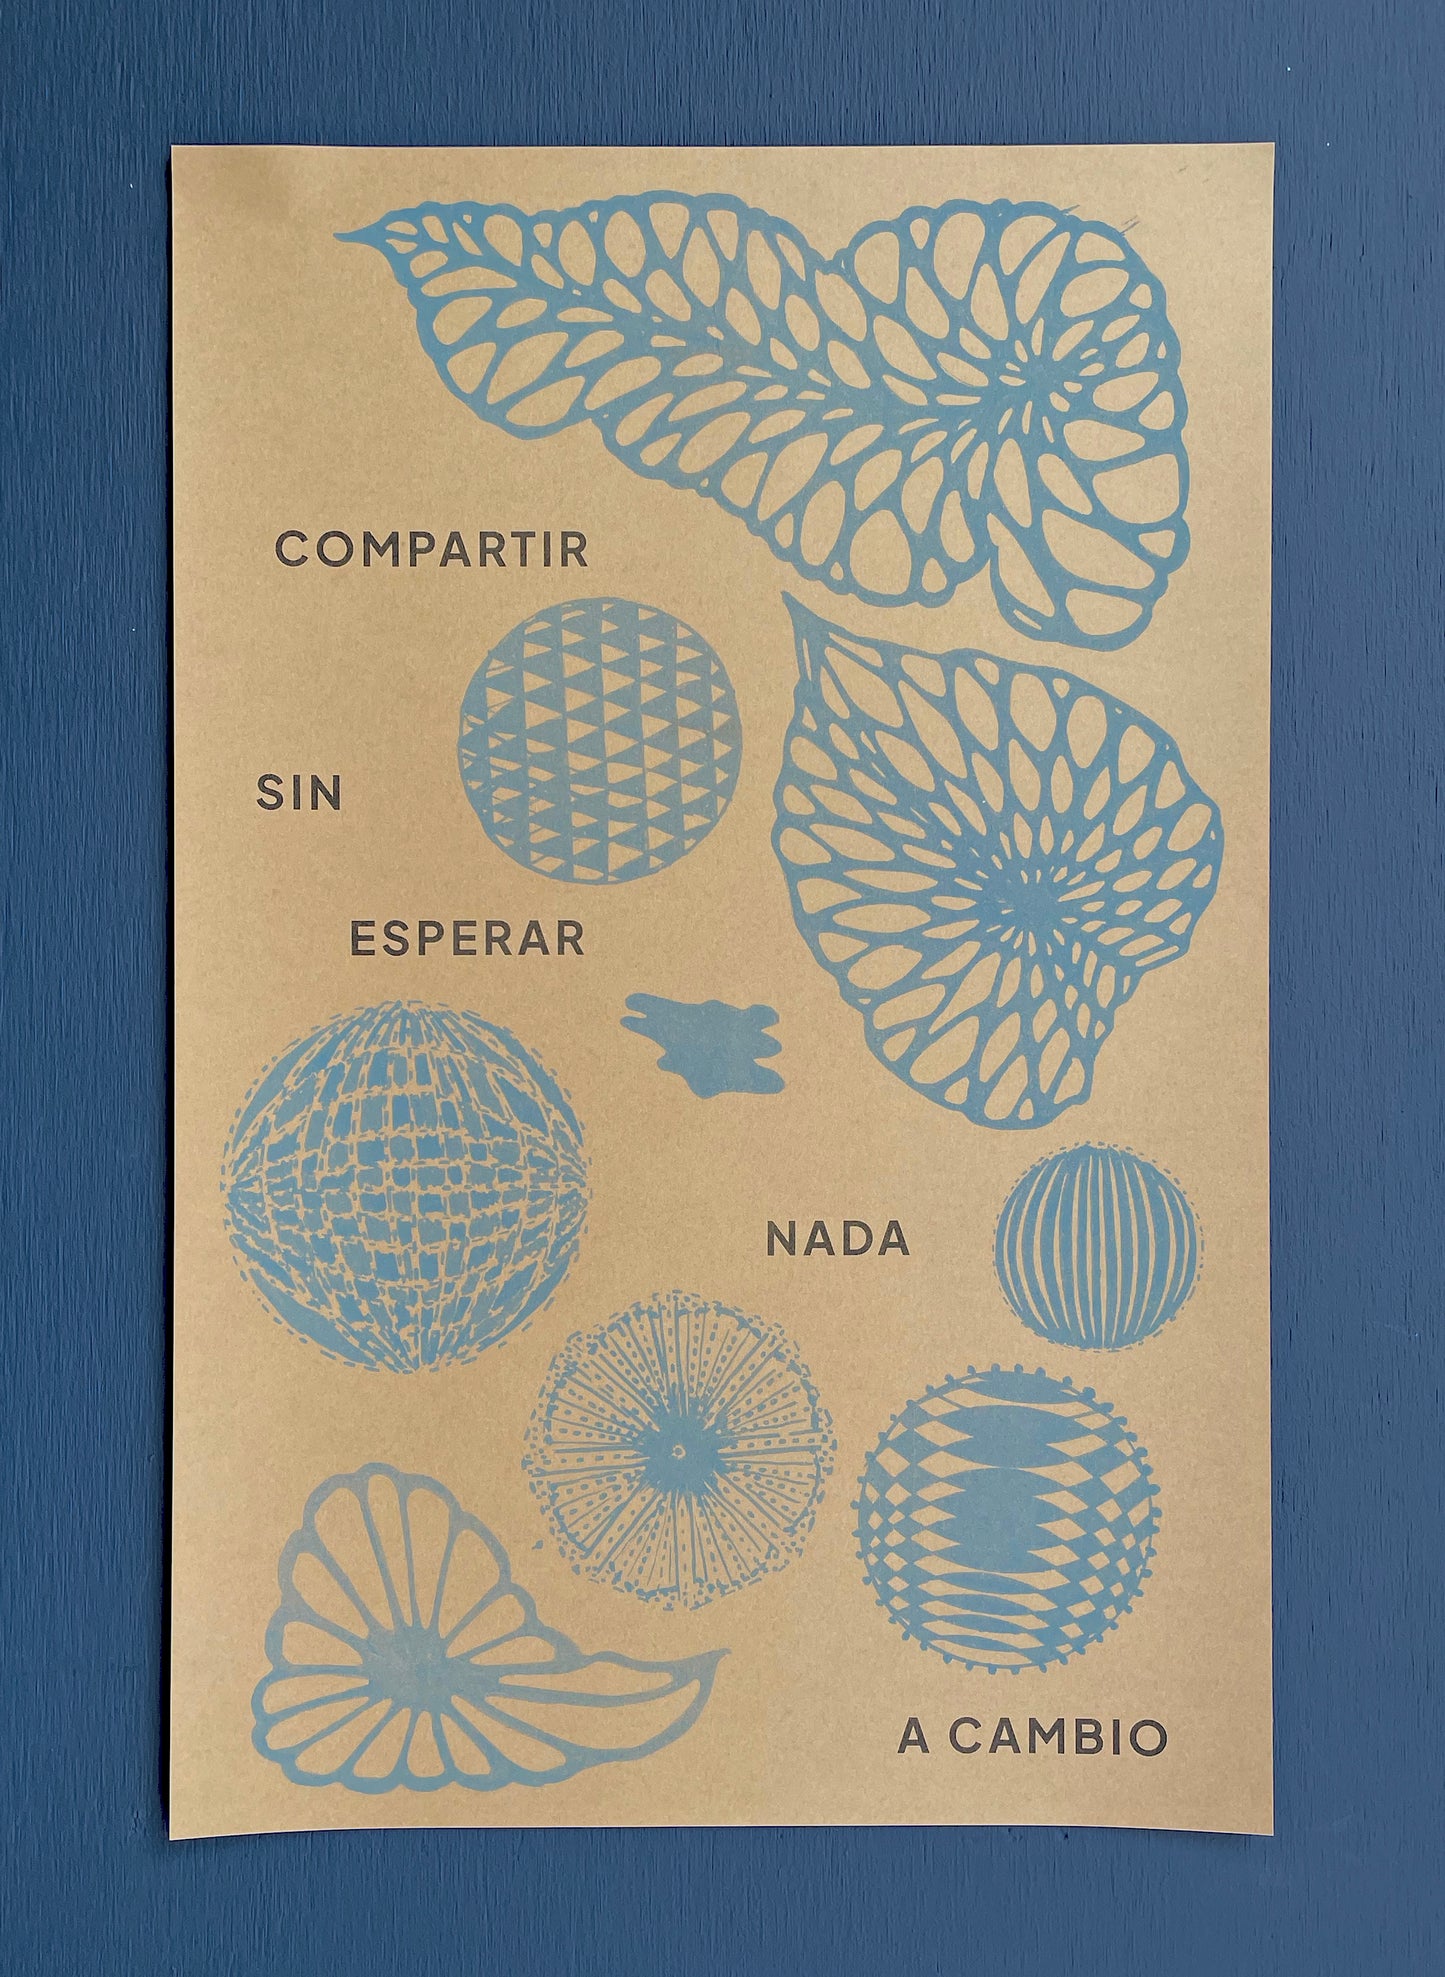 COMPARTIR
SIN
ESPERAR
NADA
A CAMBIO